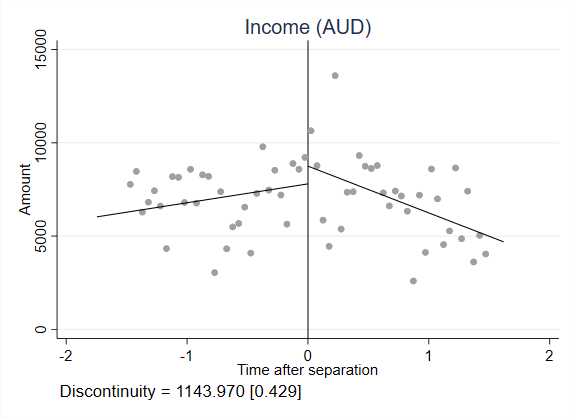 Income (AUD)
15000
10000
5000
0
Amount
-2 -1 0 1 2
Time after separation
Discontinuity = 1143.970 [0.429]